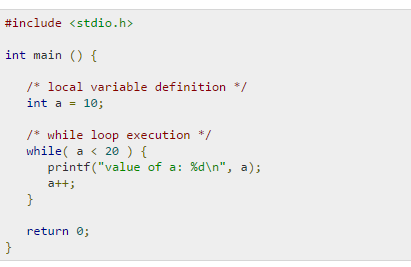 #include <stdio.h>

int main () {

   /* local variable definition */
   int a = 10;

   /* while loop execution */
   while( a < 20 ) {
      printf("value of a: %d\n", a);
      a++;
   }

   return 0;
}